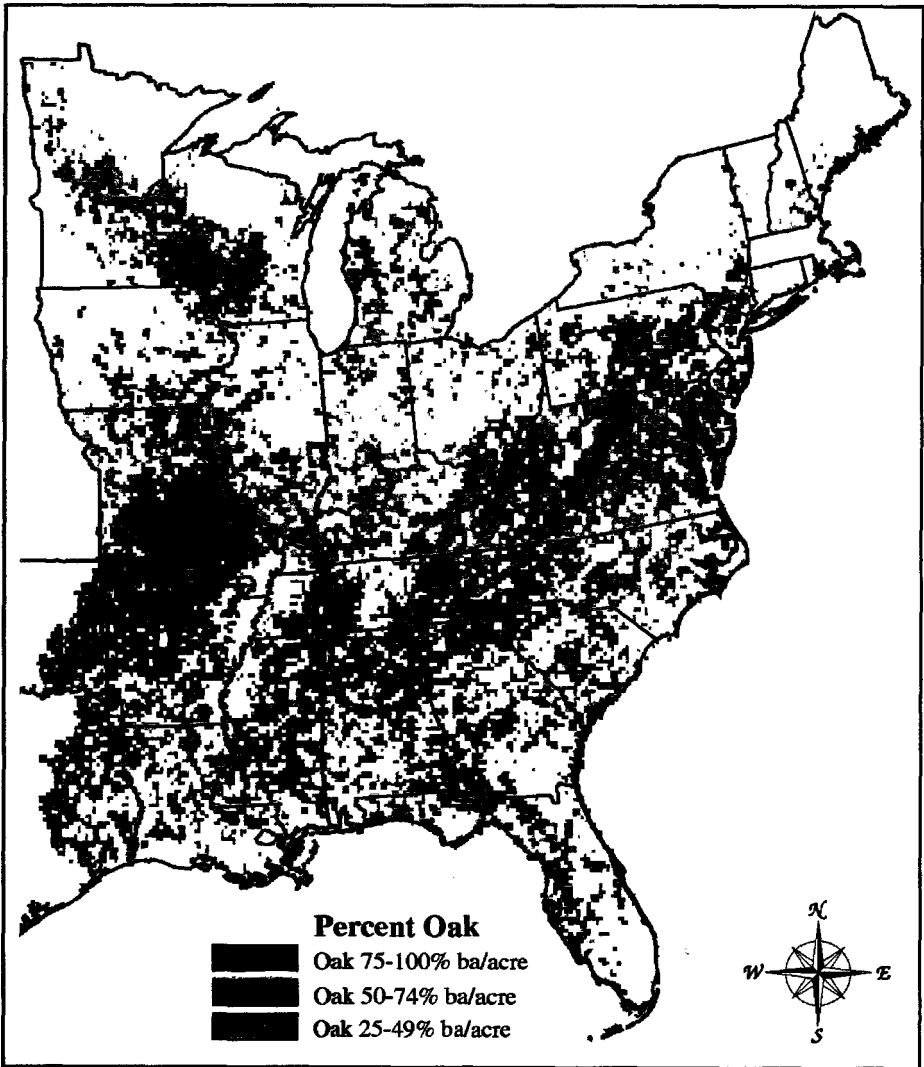 Percent Oak
Oak 75-100% ba/acre
Oak 50-74% ba/acre
Oak 25-49% ba/acre
N
W E
S